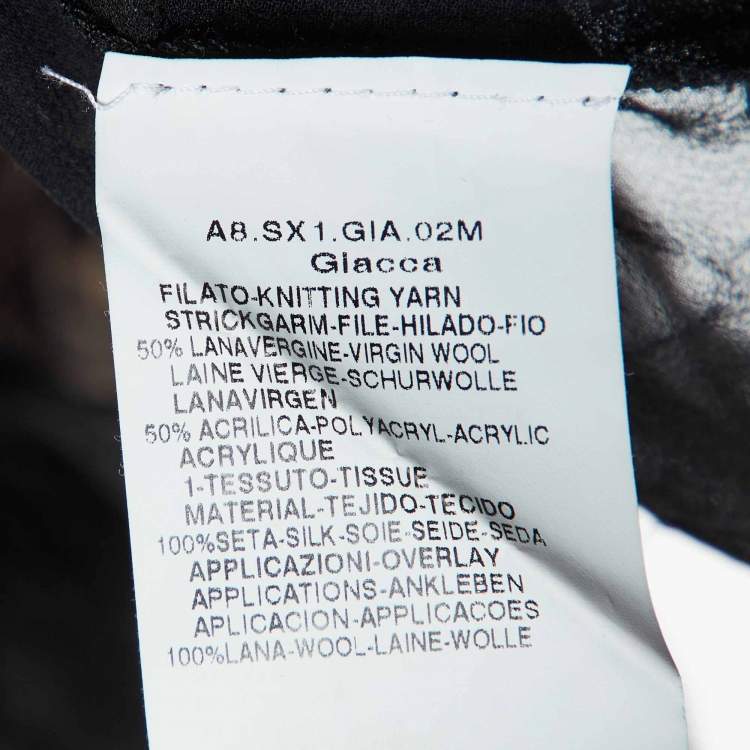 A8.SX1.GIA.02M
Giacca
FILATO-KNITTING YARN
STRICKGARM-FILE-HILADO-FIO
50% LANAVERGINE-VIRGIN WOOL
LAINE VIERGE-SCHURWOLLE
LANAVIRGEN
50% ACRILICA-POLYACRYL-ACRYLIC
ACRYLIQUE
1-TESSUTO-TISSUE
MATERIAL-TEJIDO-TECIDO
100%SETA-SILK-SOIE-SEIDE-SEDA
APPLICAZIONI-OVERLAY
APPLICATIONS-ANKLEBEN
APLICACION-APPLICACOES
100%LANA-WOOL-LAINE-WOLLE